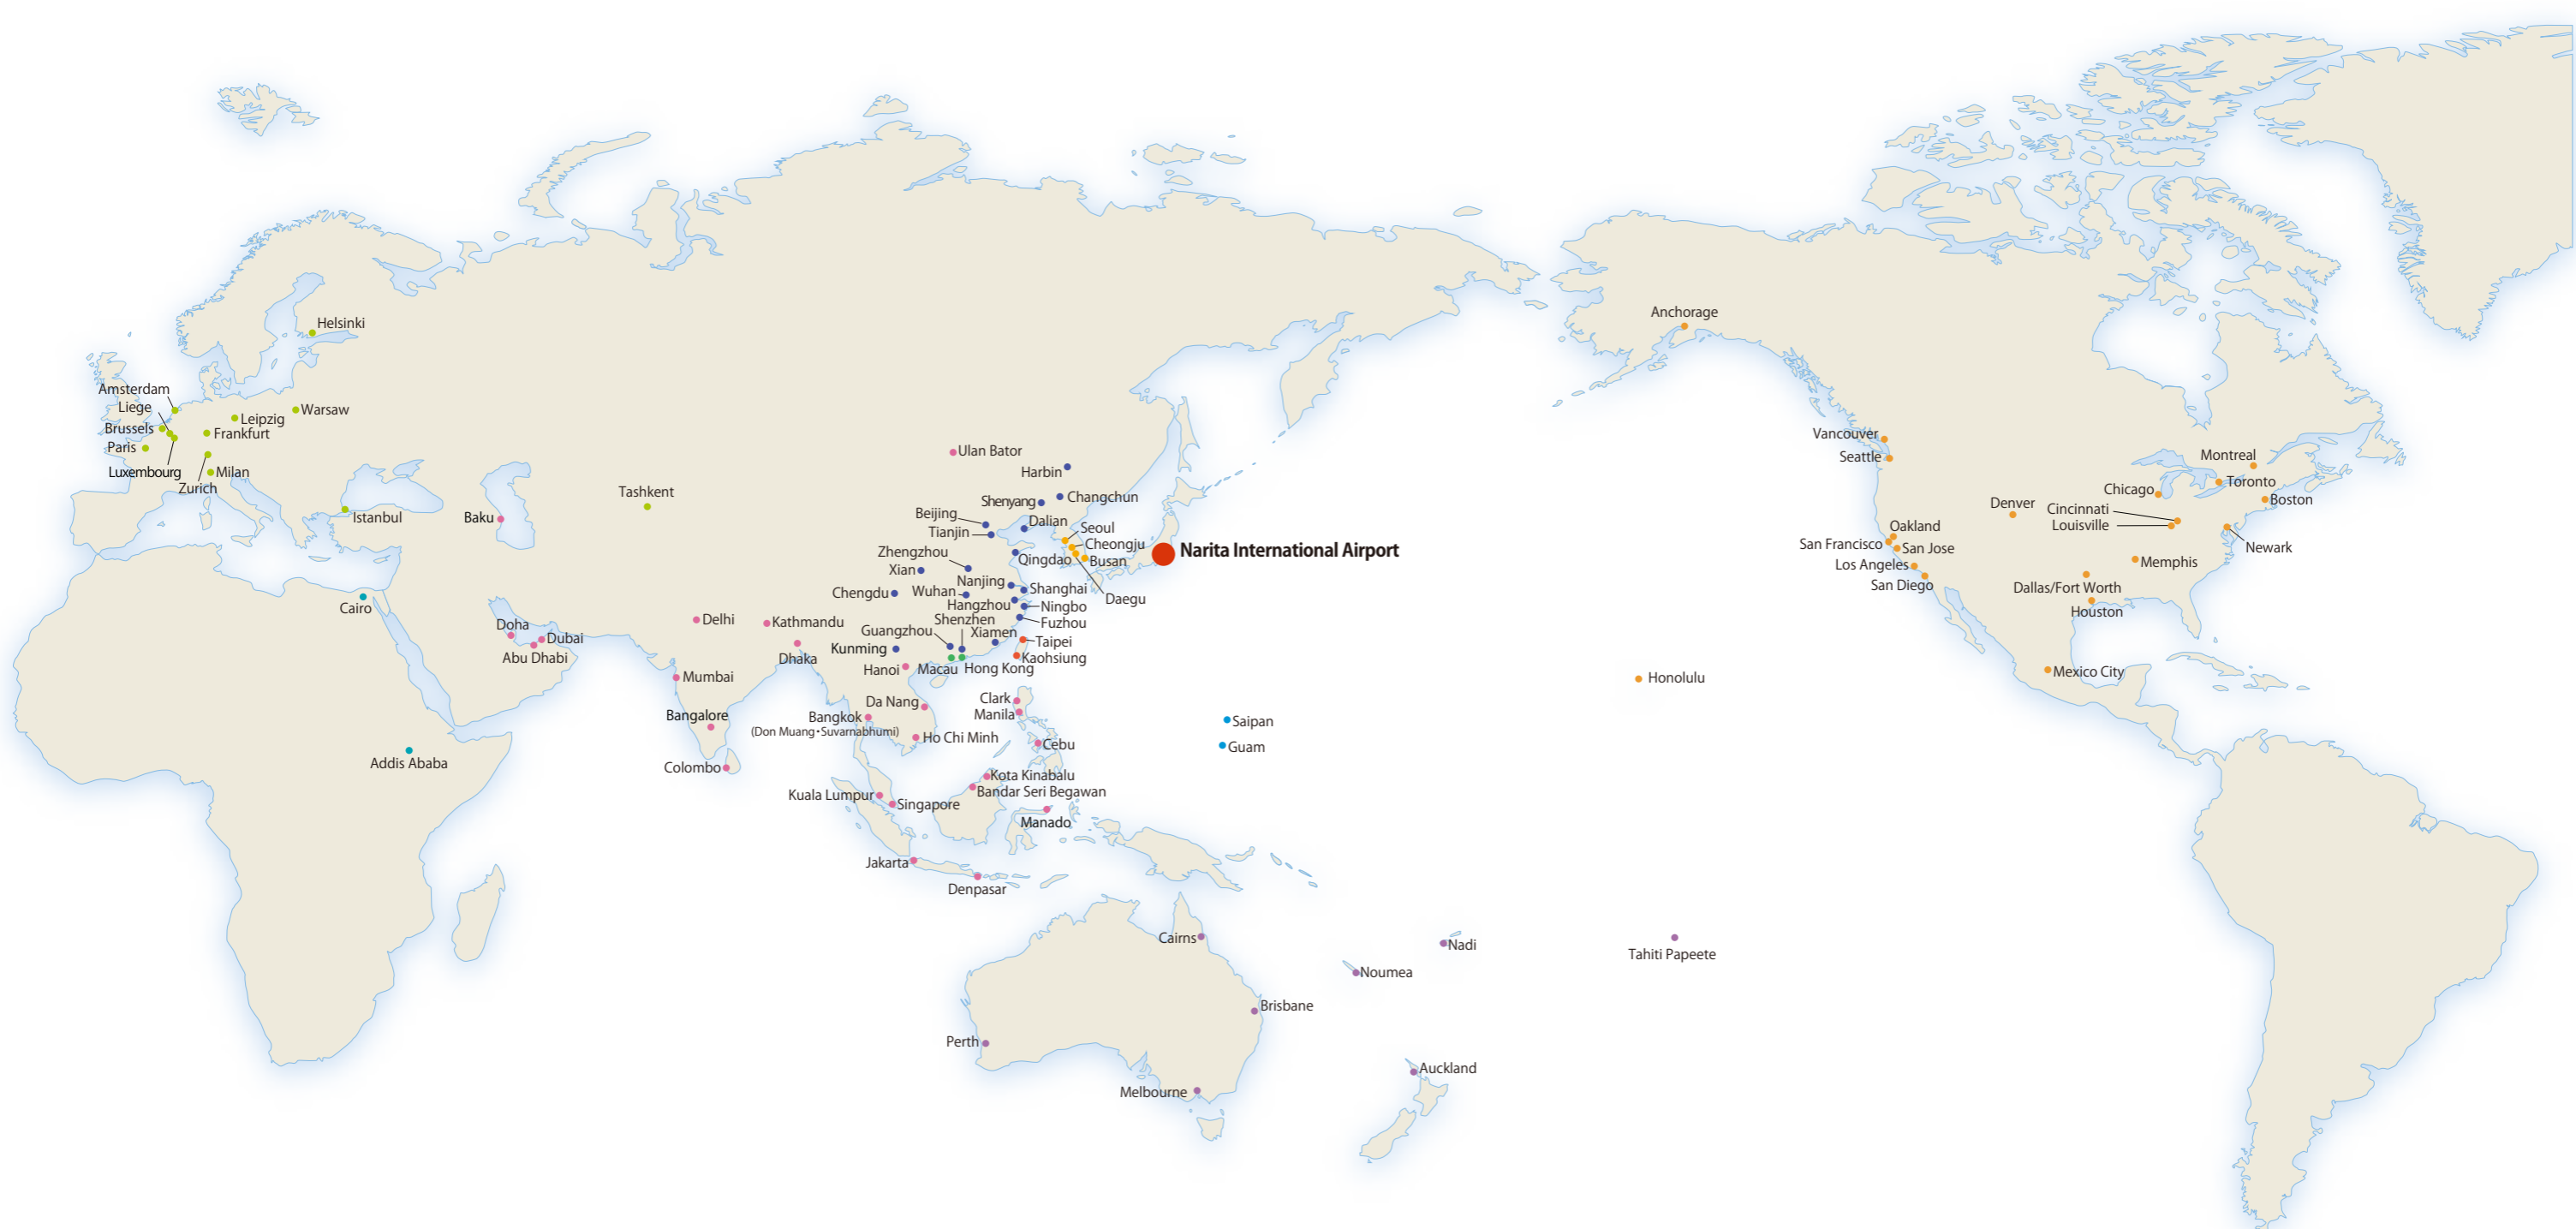 Helsinki
Amsterdam
Liege
Brussels
Paris
Luxembourg
Zurich
Milan
Frankfurt
Leipzig
Warsaw
Istanbul
Baku
Tashkent
Cairo
Addis Ababa
Doha
Dubai
Abu Dhabi
Delhi
Kathmandu
Dhaka
Mumbai
Bangalore
Colombo
Ulan Bator
Harbin
Changchun
Shenyang
Beijing
Tianjin
Dalian
Seoul
Cheongju
Busan
Daegu
Qingdao
Zhengzhou
Xian
Chengdu
Wuhan
Nanjing
Shanghai
Hangzhou
Ningbo
Fuzhou
Shenzhen
Guangzhou
Xiamen
Kunming
Taipei
Kaohsiung
Hanoi
Macau
Hong Kong
Da Nang
Bangkok
(Don Muang・Suvarnabhumi)
Ho Chi Minh
Clark
Manila
Cebu
Kota Kinabalu
Bandar Seri Begawan
Kuala Lumpur
Singapore
Manado
Jakarta
Denpasar
Narita International Airport
Saipan
Guam
Cairns
Brisbane
Perth
Melbourne
Nadi
Noumea
Auckland
Tahiti Papeete
Honolulu
Anchorage
Vancouver
Seattle
Oakland
San Francisco
San Jose
Los Angeles
San Diego
Denver
Chicago
Cincinnati
Louisville
Memphis
Dallas/Fort Worth
Houston
Mexico City
Montreal
Toronto
Boston
Newark